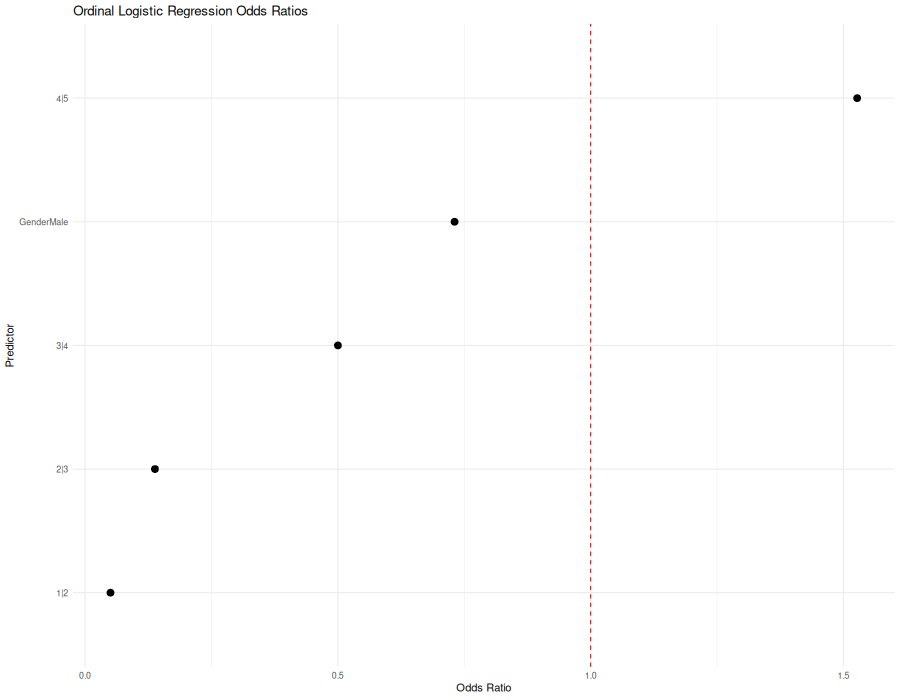 Ordinal Logistic Regression Odds Ratios
Predictor
4|5
GenderMale
3|4
2|3
1|2
0.0 0.5 1.0 1.5
Odds Ratio